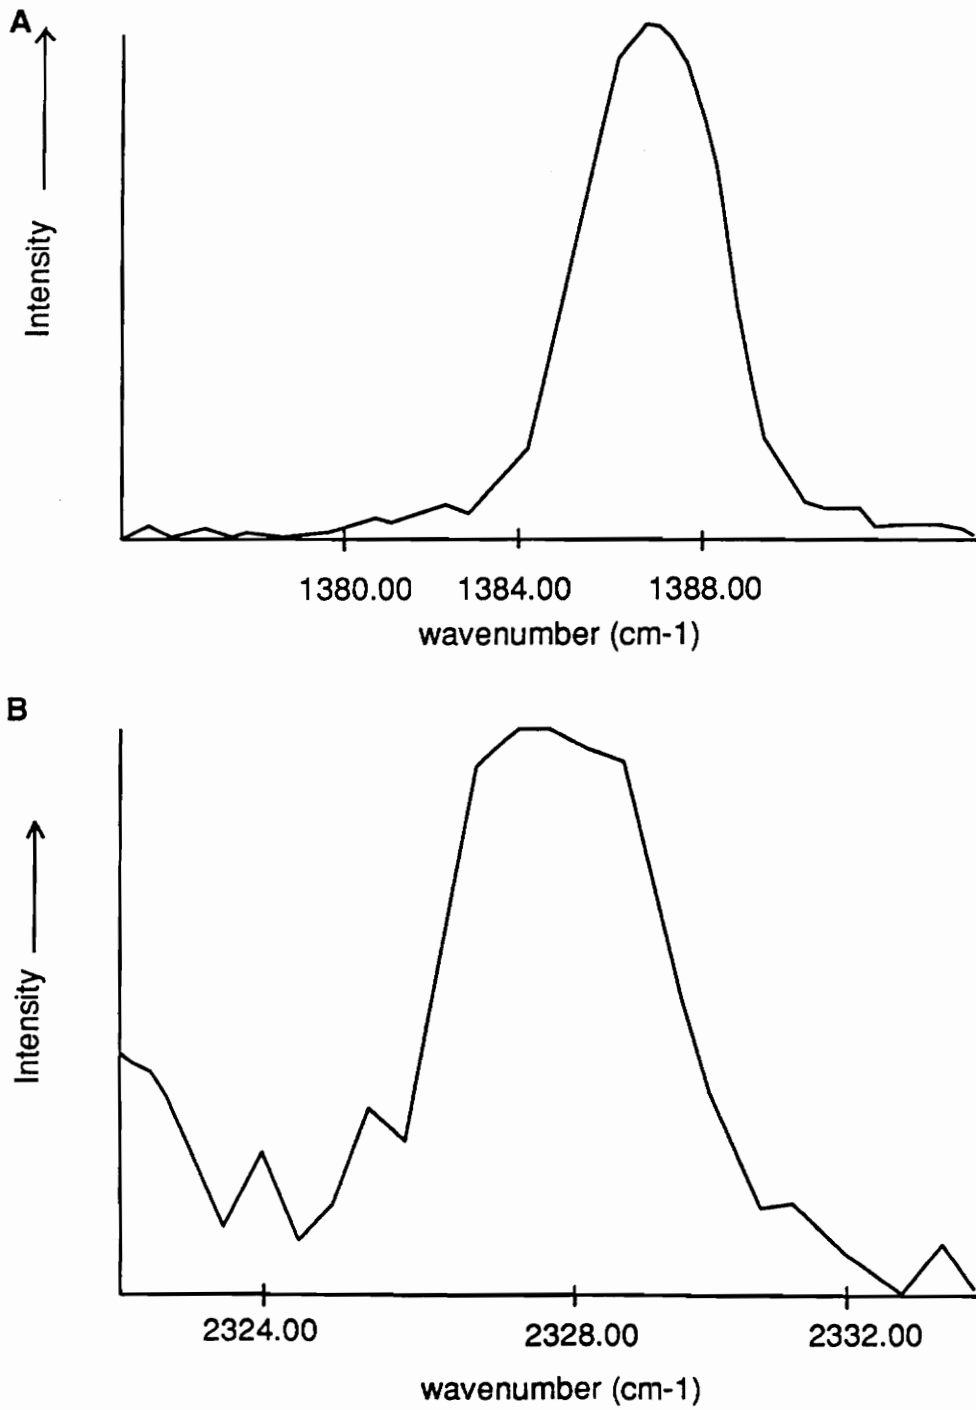 A
Intensity
1380.00 1384.00 1388.00
wavenumber (cm-1)
B
Intensity
2324.00 2328.00 2332.00
wavenumber (cm-1)